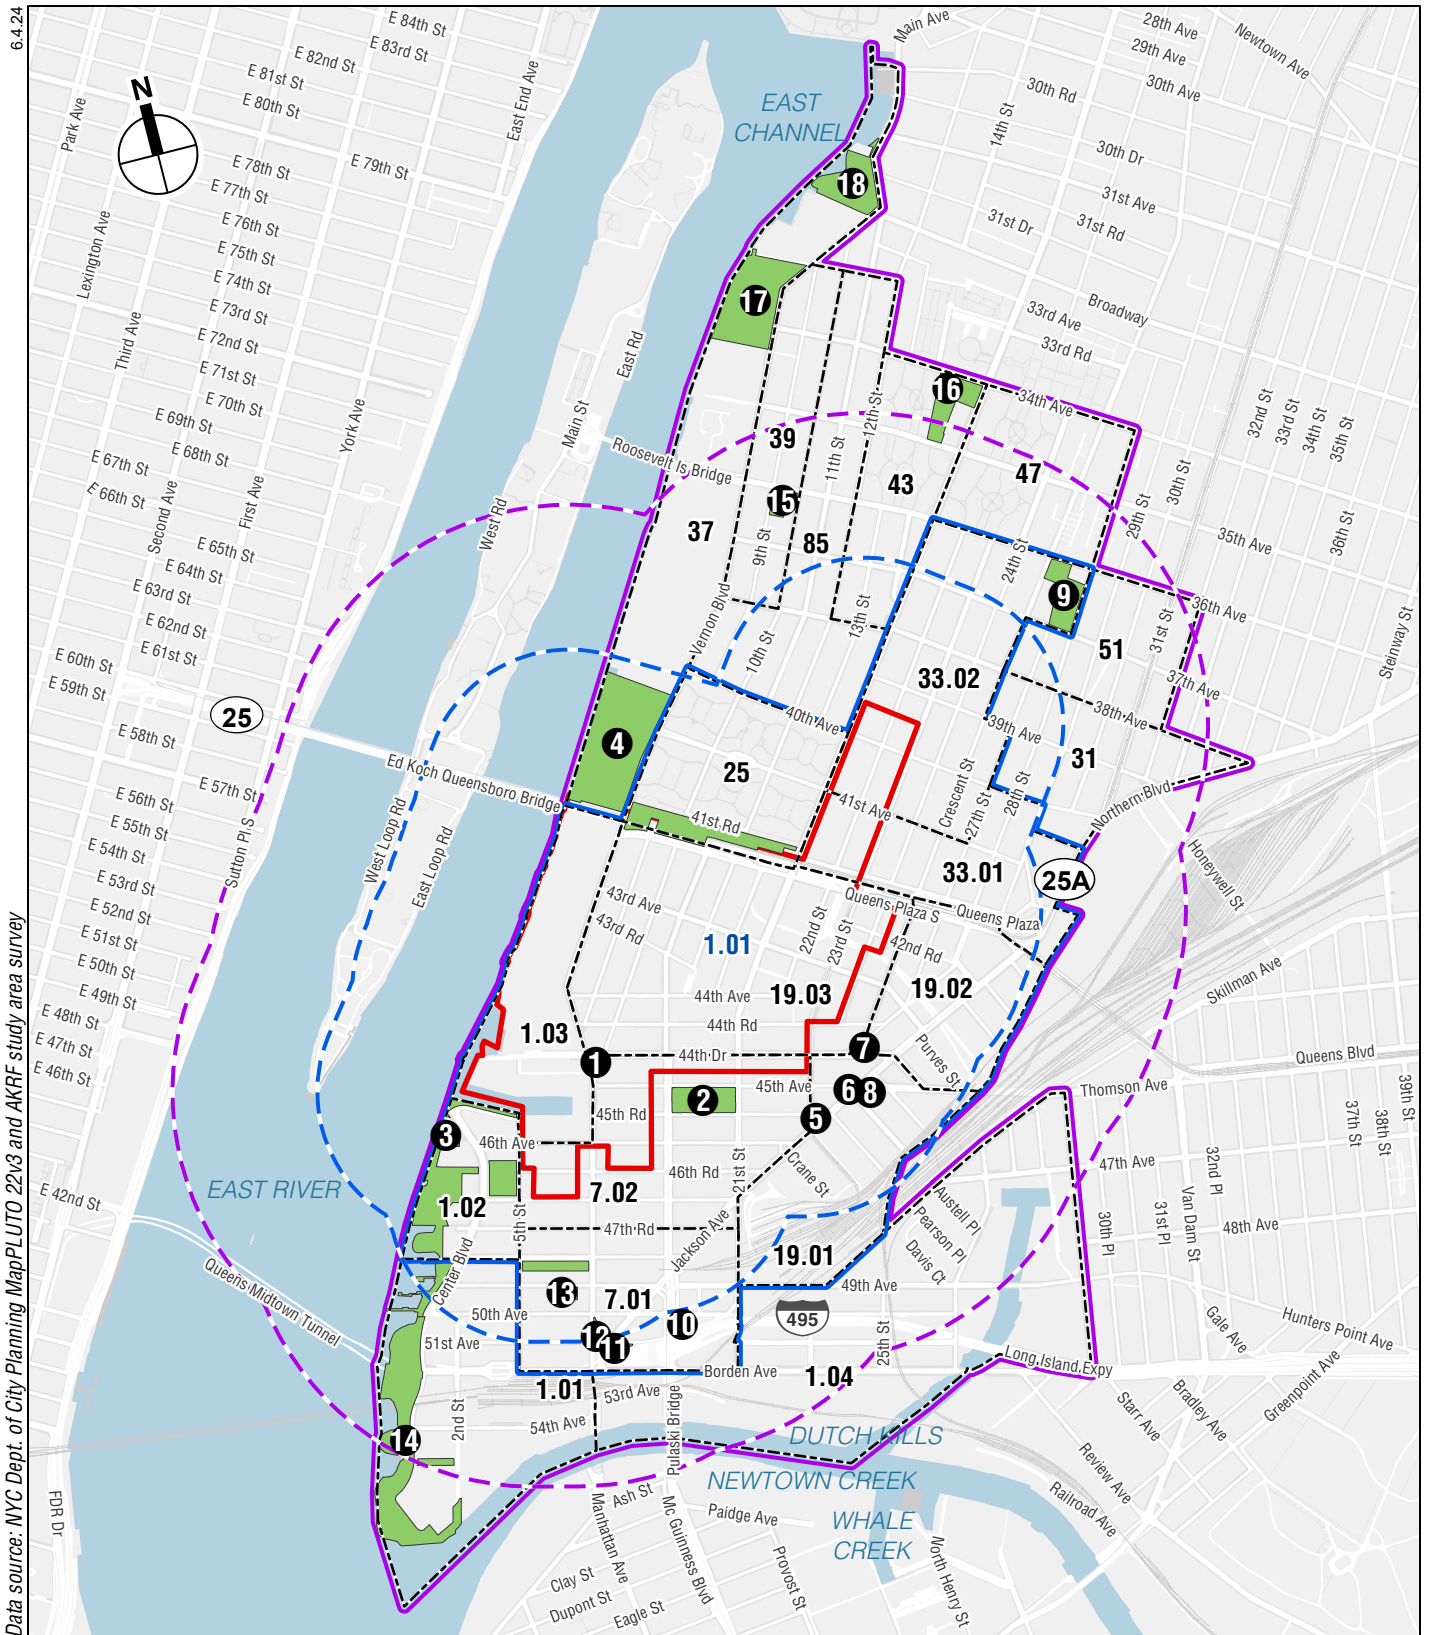 6.4.24
Data source: NYC Dept. of City Planning MapPLUTO 22v3 and AKRF study area survey
N
E 84th St
E 83rd St
E 82nd St
E 81st St
E 80th St
E 79th St
E 78th St
E 77th St
E 76th St
E 75th St
E 74th St
E 73rd St
E 72nd St
E 71st St
E 70th St
E 69th St
E 68th St
E 67th St
E 66th St
E 65th St
E 64th St
E 63rd St
E 62nd St
E 61st St
E 60th St
E 59th St
E 58th St
E 57th St
E 56th St
E 55th St
E 54th St
E 53rd St
E 52nd St
E 51st St
E 50th St
E 49th St
E 48th St
E 47th St
E 46th St
E 42nd St
Park Ave
Lexington Ave
Third Ave
Second Ave
First Ave
York Ave
East End Ave
Sutton Pl S
FDR Dr
25
EAST
CHANNEL
EAST RIVER
East Rd
Main St
West Rd
West Loop Rd
East Loop Rd
Roosevelt Is Bridge
Ed Koch Queensboro Bridge
Queens Midtown Tunnel
Main Ave
28th Ave
29th Ave
30th Ave
Newtown Ave
30th Rd
14th St
30th Dr
31st Ave
31st Rd
31st Dr
Broadway
33rd Ave
33rd Rd
34th Ave
32nd St
33rd St
34th St
35th St
36th St
30th St
29th St
35th Ave
36th Ave
31st St
37th Ave
38th Ave
39th Ave
Steinway St
12th St
11th St
9th St
10th St
13th St
24th St
Vernon Blvd
40th Ave
41st Ave
41st Rd
Crescent St
27th St
28th St
Northern Blvd
Honeywell St
25A
Queens Plaza S
Queens Plaza
43rd Ave
43rd Rd
22nd St
23rd St
42nd Rd
44th Ave
44th Rd
44th Dr
45th Ave
45th Rd
46th Ave
46th Rd
47th Rd
Purves St
Crane St
21st St
Jackson Ave
5th St
Center Blvd
50th Ave
51st Ave
2nd St
53rd Ave
54th Ave
Borden Ave
Pulaski Bridge
49th Ave
25th St
Skillman Ave
Queens Blvd
Thomson Ave
39th St
38th St
37th St
47th Ave
32nd Pl
Van Dam St
31st Pl
30th Pl
48th Ave
Austell Pl
Pearson Pl
Davis Ct
495
Gale Ave
Hunters Point Ave
Long Island Expy
Greenpoint Ave
Bradley Ave
Starr Ave
Review Ave
Railroad Ave
DUTCH KILLS
NEWTOWN CREEK
WHALE
CREEK
Ash St
Paidge Ave
Manhattan Ave
Mc Guinness Blvd
Provost St
North Henry St
Clay St
Dupont St
Eagle St
37
39
85
43
47
51
31
33.02
33.01
25
1.01
1.03
19.03
19.02
1.02
7.02
7.01
19.01
1.01
1.04
1
2
3
4
5
6
7
8
9
10
11
12
13
14
15
16
17
18